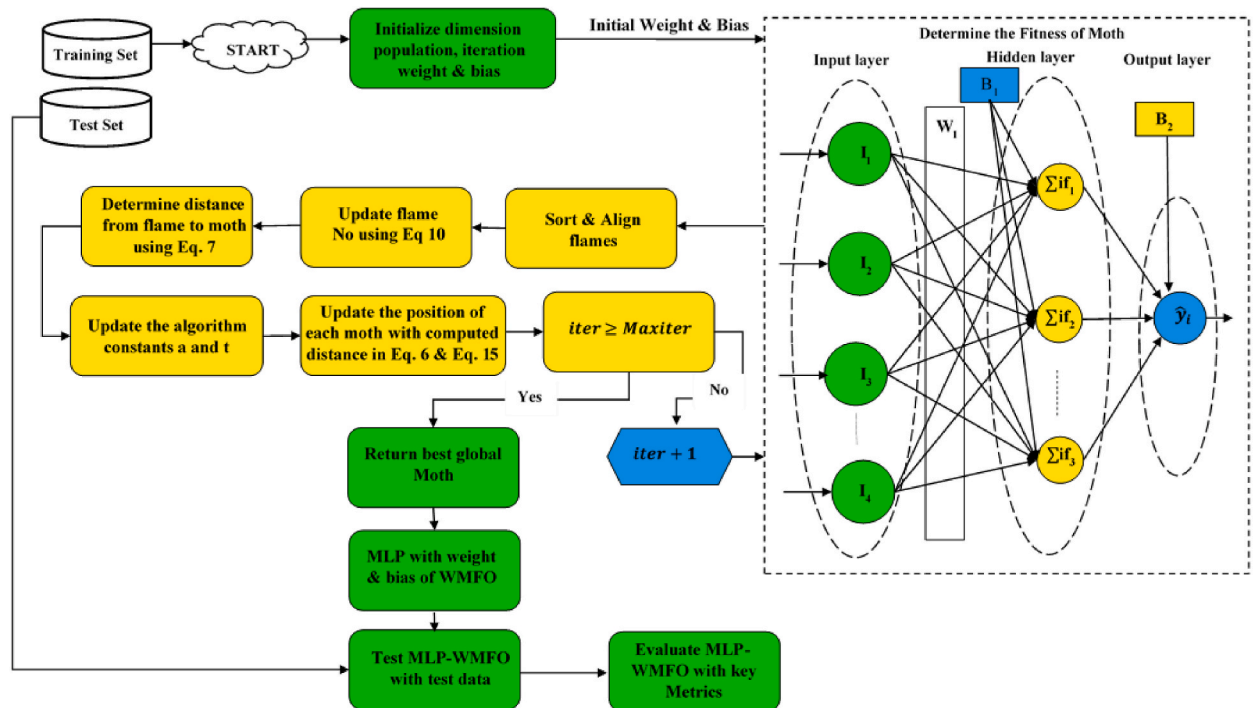 Training Set
START
Initialize dimension
population, iteration
weight & bias
Initial Weight & Bias
Test Set
Determine the Fitness of Moth
Input layer
Hidden layer
Output layer
B1
W1
B2
I1
I2
I3
I4
∑if1
∑if2
∑if3
ŷi
Determine distance
from flame to moth
using Eq. 7
Update flame
No using Eq 10
Sort & Align
flames
Update the algorithm
constants a and t
Update the position of
each moth with computed
distance in Eq. 6 & Eq. 15
iter ≥ Maxiter
Yes
No
iter + 1
Return best global
Moth
MLP with weight
& bias of WMFO
Test MLP-WMFO
with test data
Evaluate MLP-
WMFO with key
Metrics